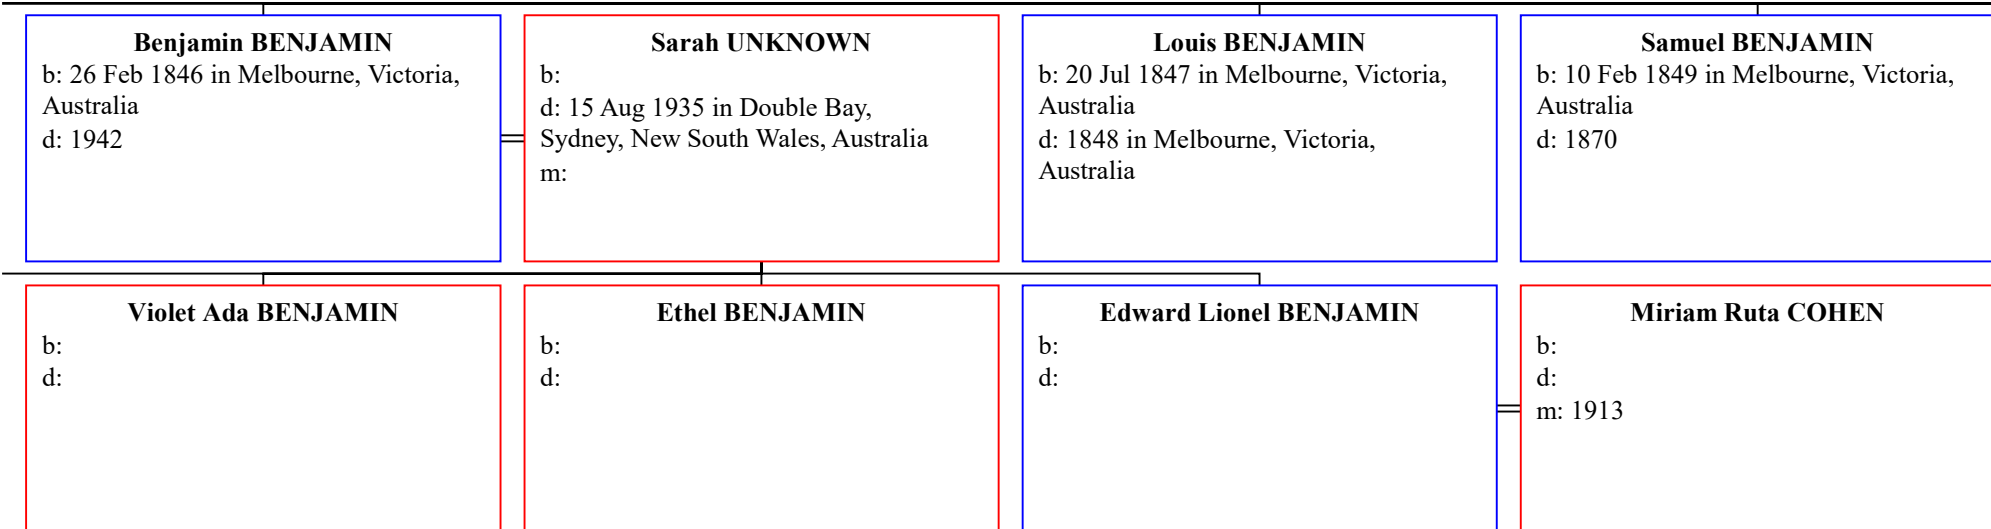 Benjamin BENJAMIN
b: 26 Feb 1846 in Melbourne, Victoria,
Australia
d: 1942
Sarah UNKNOWN
b:
d: 15 Aug 1935 in Double Bay,
Sydney, New South Wales, Australia
m:
Louis BENJAMIN
b: 20 Jul 1847 in Melbourne, Victoria,
Australia
d: 1848 in Melbourne, Victoria,
Australia
Samuel BENJAMIN
b: 10 Feb 1849 in Melbourne, Victoria,
Australia
d: 1870
Violet Ada BENJAMIN
b:
d:
Ethel BENJAMIN
b:
d:
Edward Lionel BENJAMIN
b:
d:
Miriam Ruta COHEN
b:
d:
m: 1913